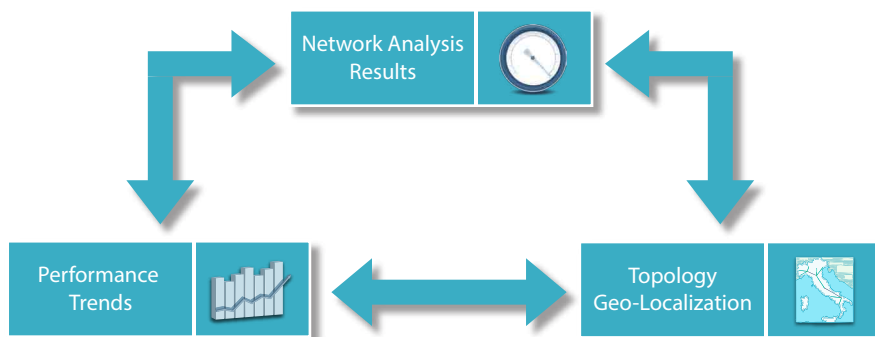 Network Analysis
Results
Performance
Trends
Topology
Geo-Localization